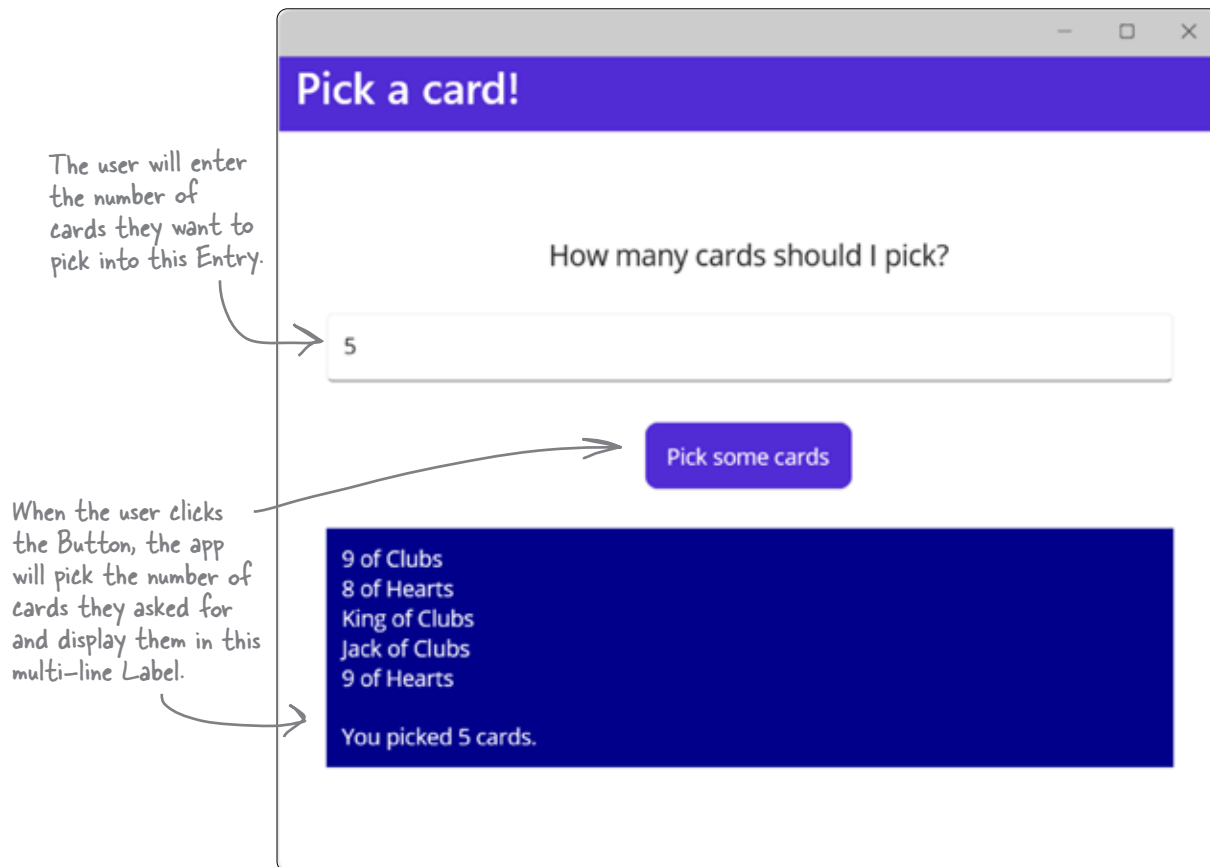 Pick a card!
The user will enter
the number of
cards they want to
pick into this Entry.
How many cards should I pick?
5
Pick some cards
When the user clicks
the Button, the app
will pick the number of
cards they asked for
and display them in this
multi-line Label.
9 of Clubs
8 of Hearts
King of Clubs
Jack of Clubs
9 of Hearts
You picked 5 cards.